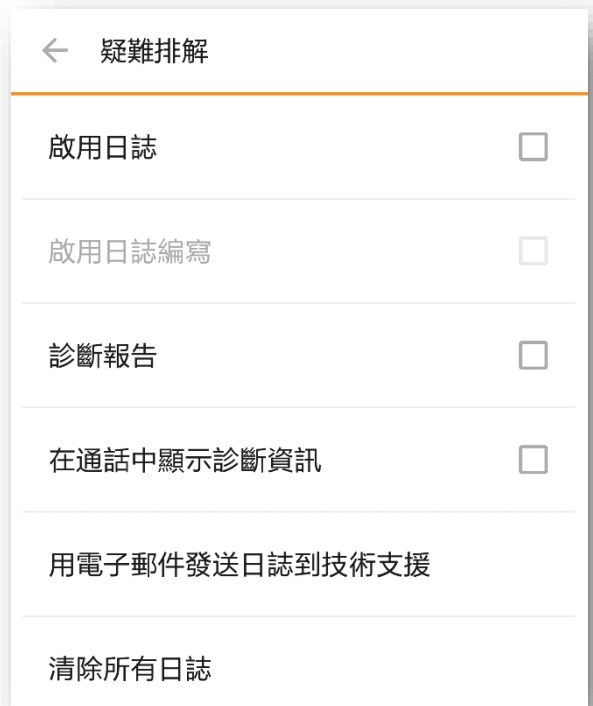 疑難排解
啟用日誌
啟用日誌編寫
診斷報告
在通話中顯示診斷資訊
用電子郵件發送日誌到技術支援
清除所有日誌